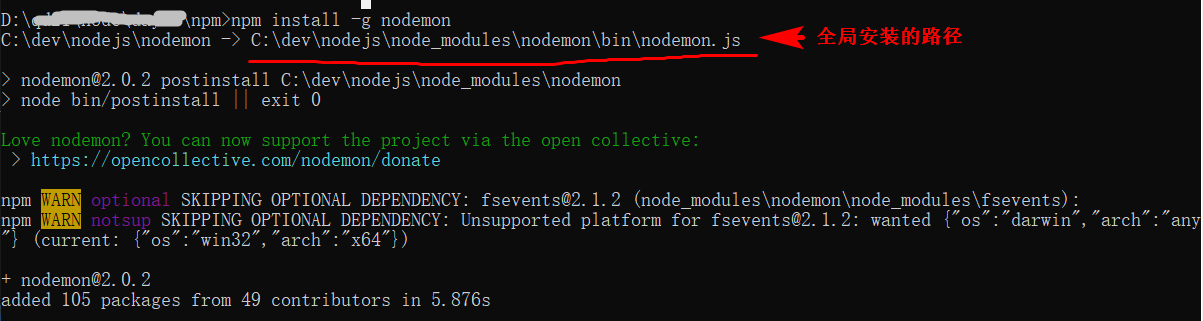 D:\npm>npm install -g nodemon
C:\dev\nodejs\nodemon -> C:\dev\nodejs\node_modules\nodemon\bin\nodemon.js
全局安装的路径
> nodemon@2.0.2 postinstall C:\dev\nodejs\node_modules\nodemon
> node bin/postinstall || exit 0
Love nodemon? You can now support the project via the open collective:
> https://opencollective.com/nodemon/donate
npm WARN optional SKIPPING OPTIONAL DEPENDENCY: fsevents@2.1.2 (node_modules\nodemon\node_modules\fsevents):
npm WARN notsup SKIPPING OPTIONAL DEPENDENCY: Unsupported platform for fsevents@2.1.2: wanted {"os":"darwin","arch":"any
"} (current: {"os":"win32","arch":"x64"})
+ nodemon@2.0.2
added 105 packages from 49 contributors in 5.876s